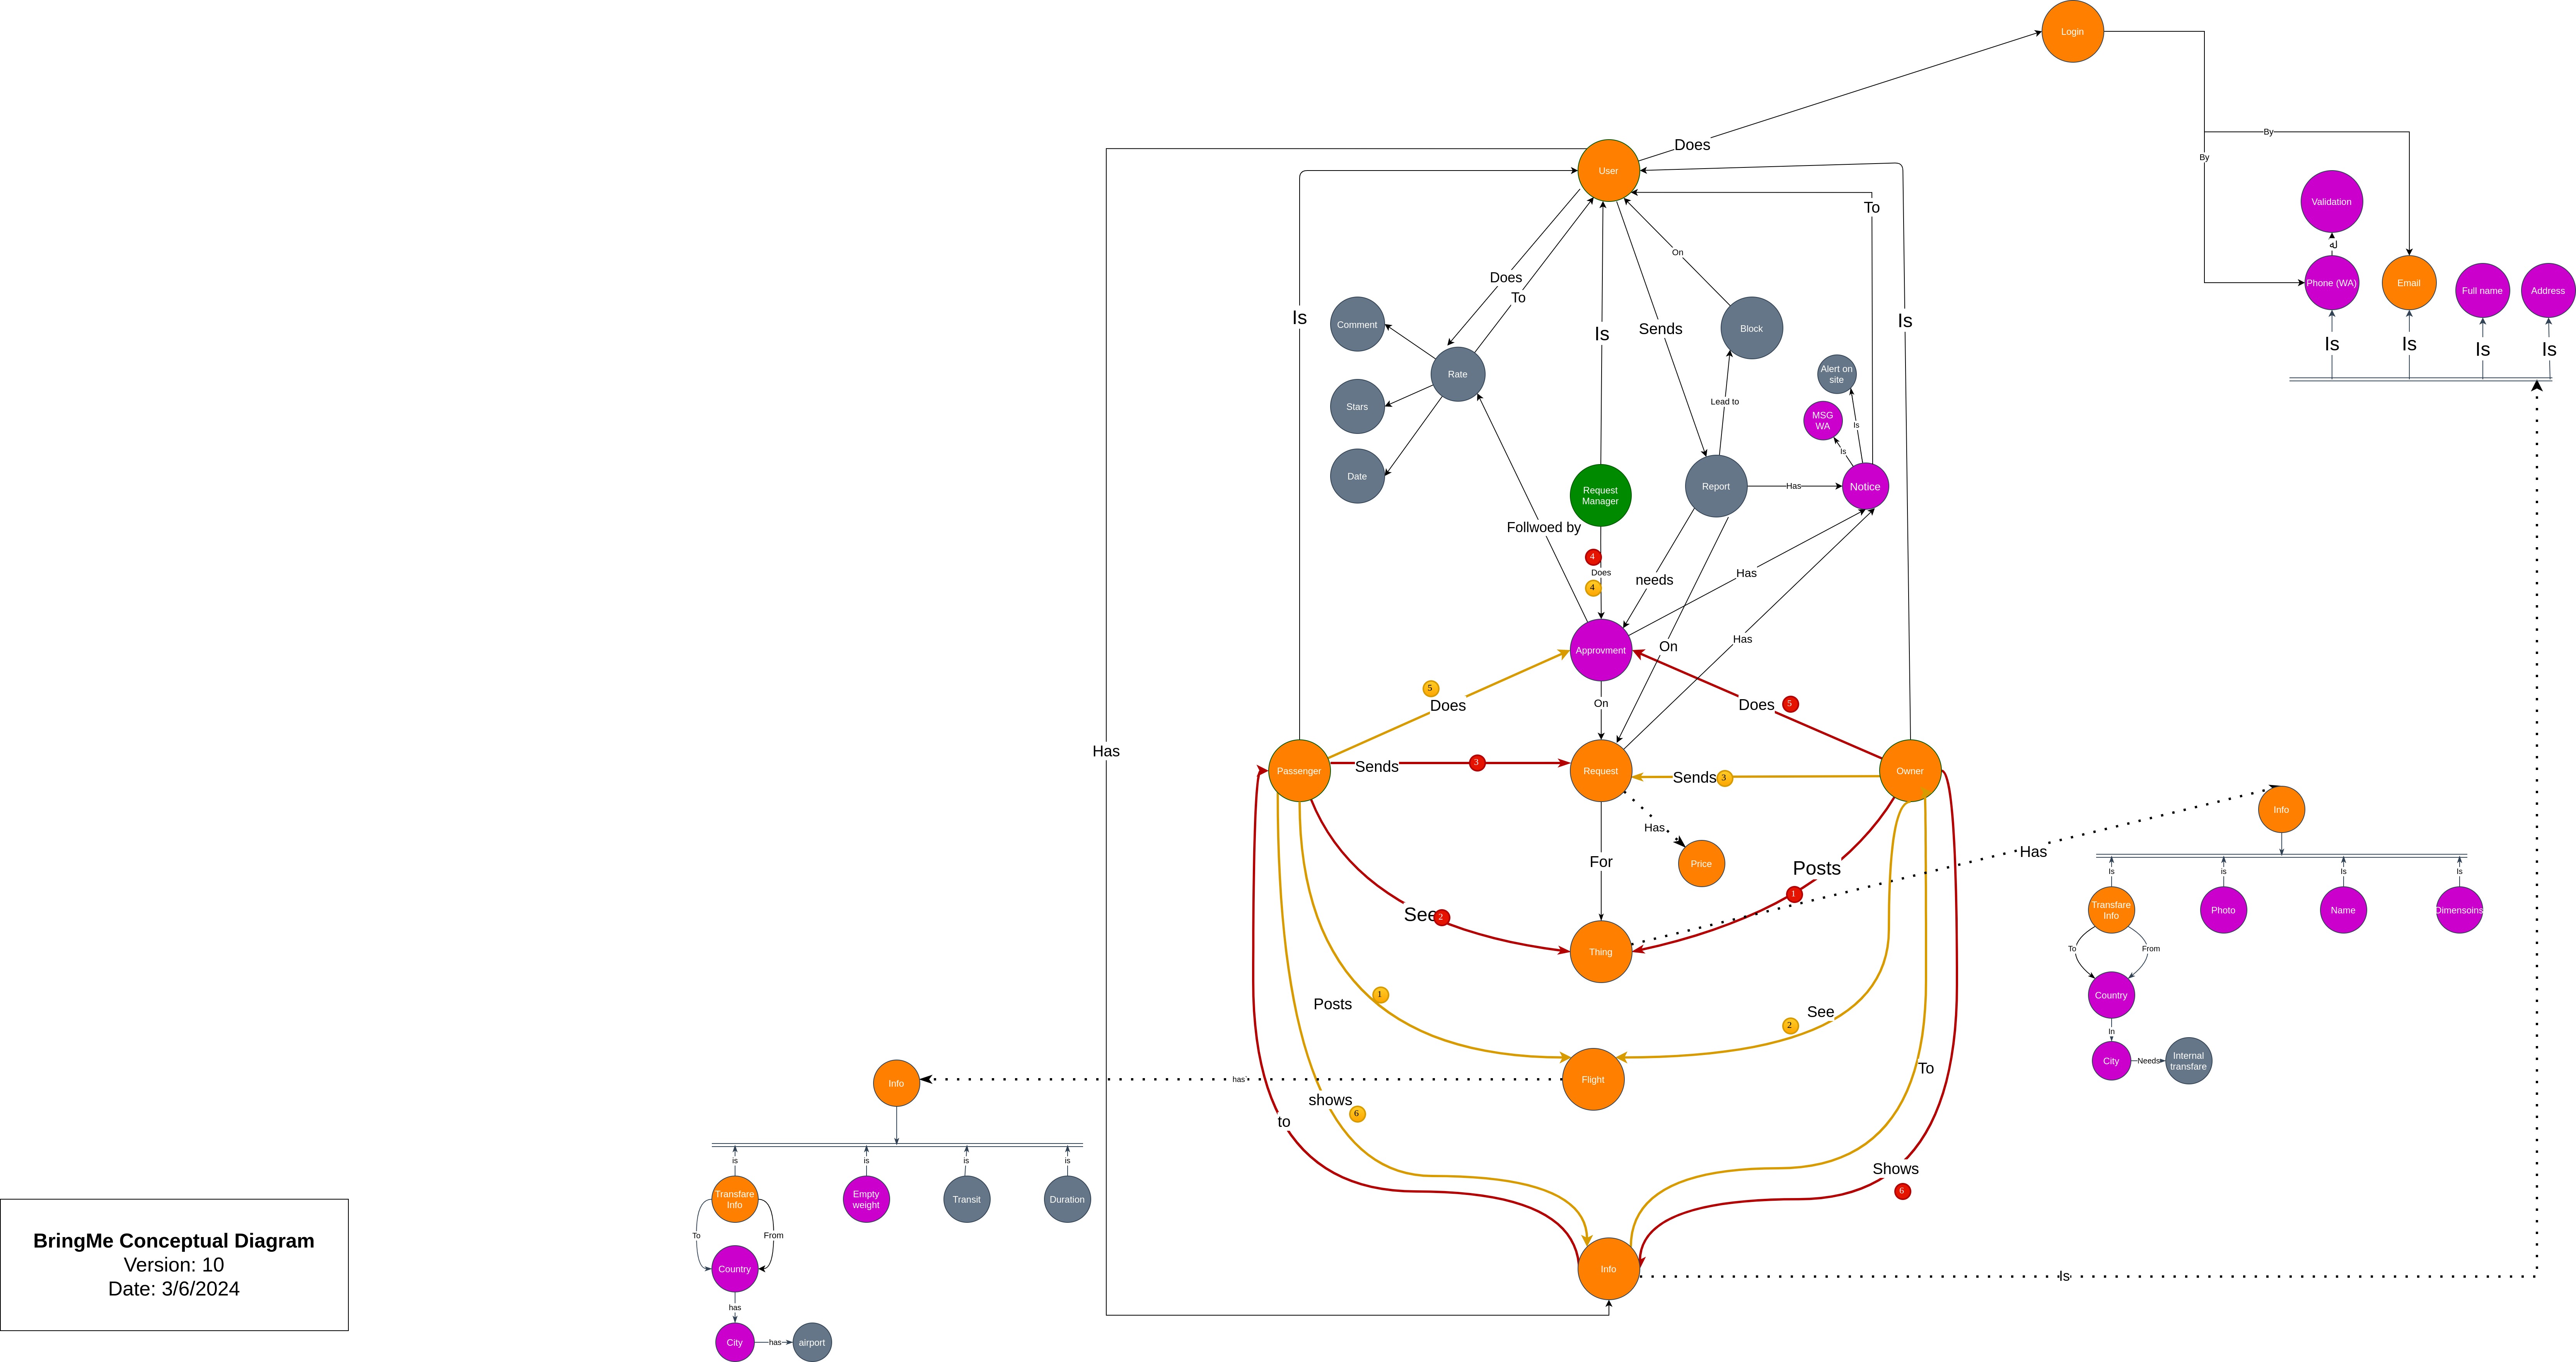 Login
By
By
Does
User
Validation
له
Phone (WA)
Email
Full name
Address
Is
Is
Is
Is
To
On
Does
To
Is
Is
Is
Sends
Comment
Block
Rate
Alert on
site
Lead to
Stars
MSG
WA
Is
Is
Date
Request
Manager
Report
Has
Notice
Follwoed by
4
Does
4
needs
Has
Has
On
Approvment
5
Does
On
Does
5
Has
Passenger
Sends
3
Request
Sends
3
Owner
Has
Price
For
Posts
1
See
2
Thing
Has
Info
Is
is
Is
Is
Transfare
Info
Photo
Name
Dimensoins
To
From
Country
In
City
Needs
Internal
transfare
1
Posts
See
2
Flight
has`
Info
To
shows
6
to
Shows
6
is
is
is
is
Transfare
Info
Empty
weight
Transit
Duration
To
From
Country
has
City
has
airport
Info
Is
BringMe Conceptual Diagram
Version: 10
Date: 3/6/2024